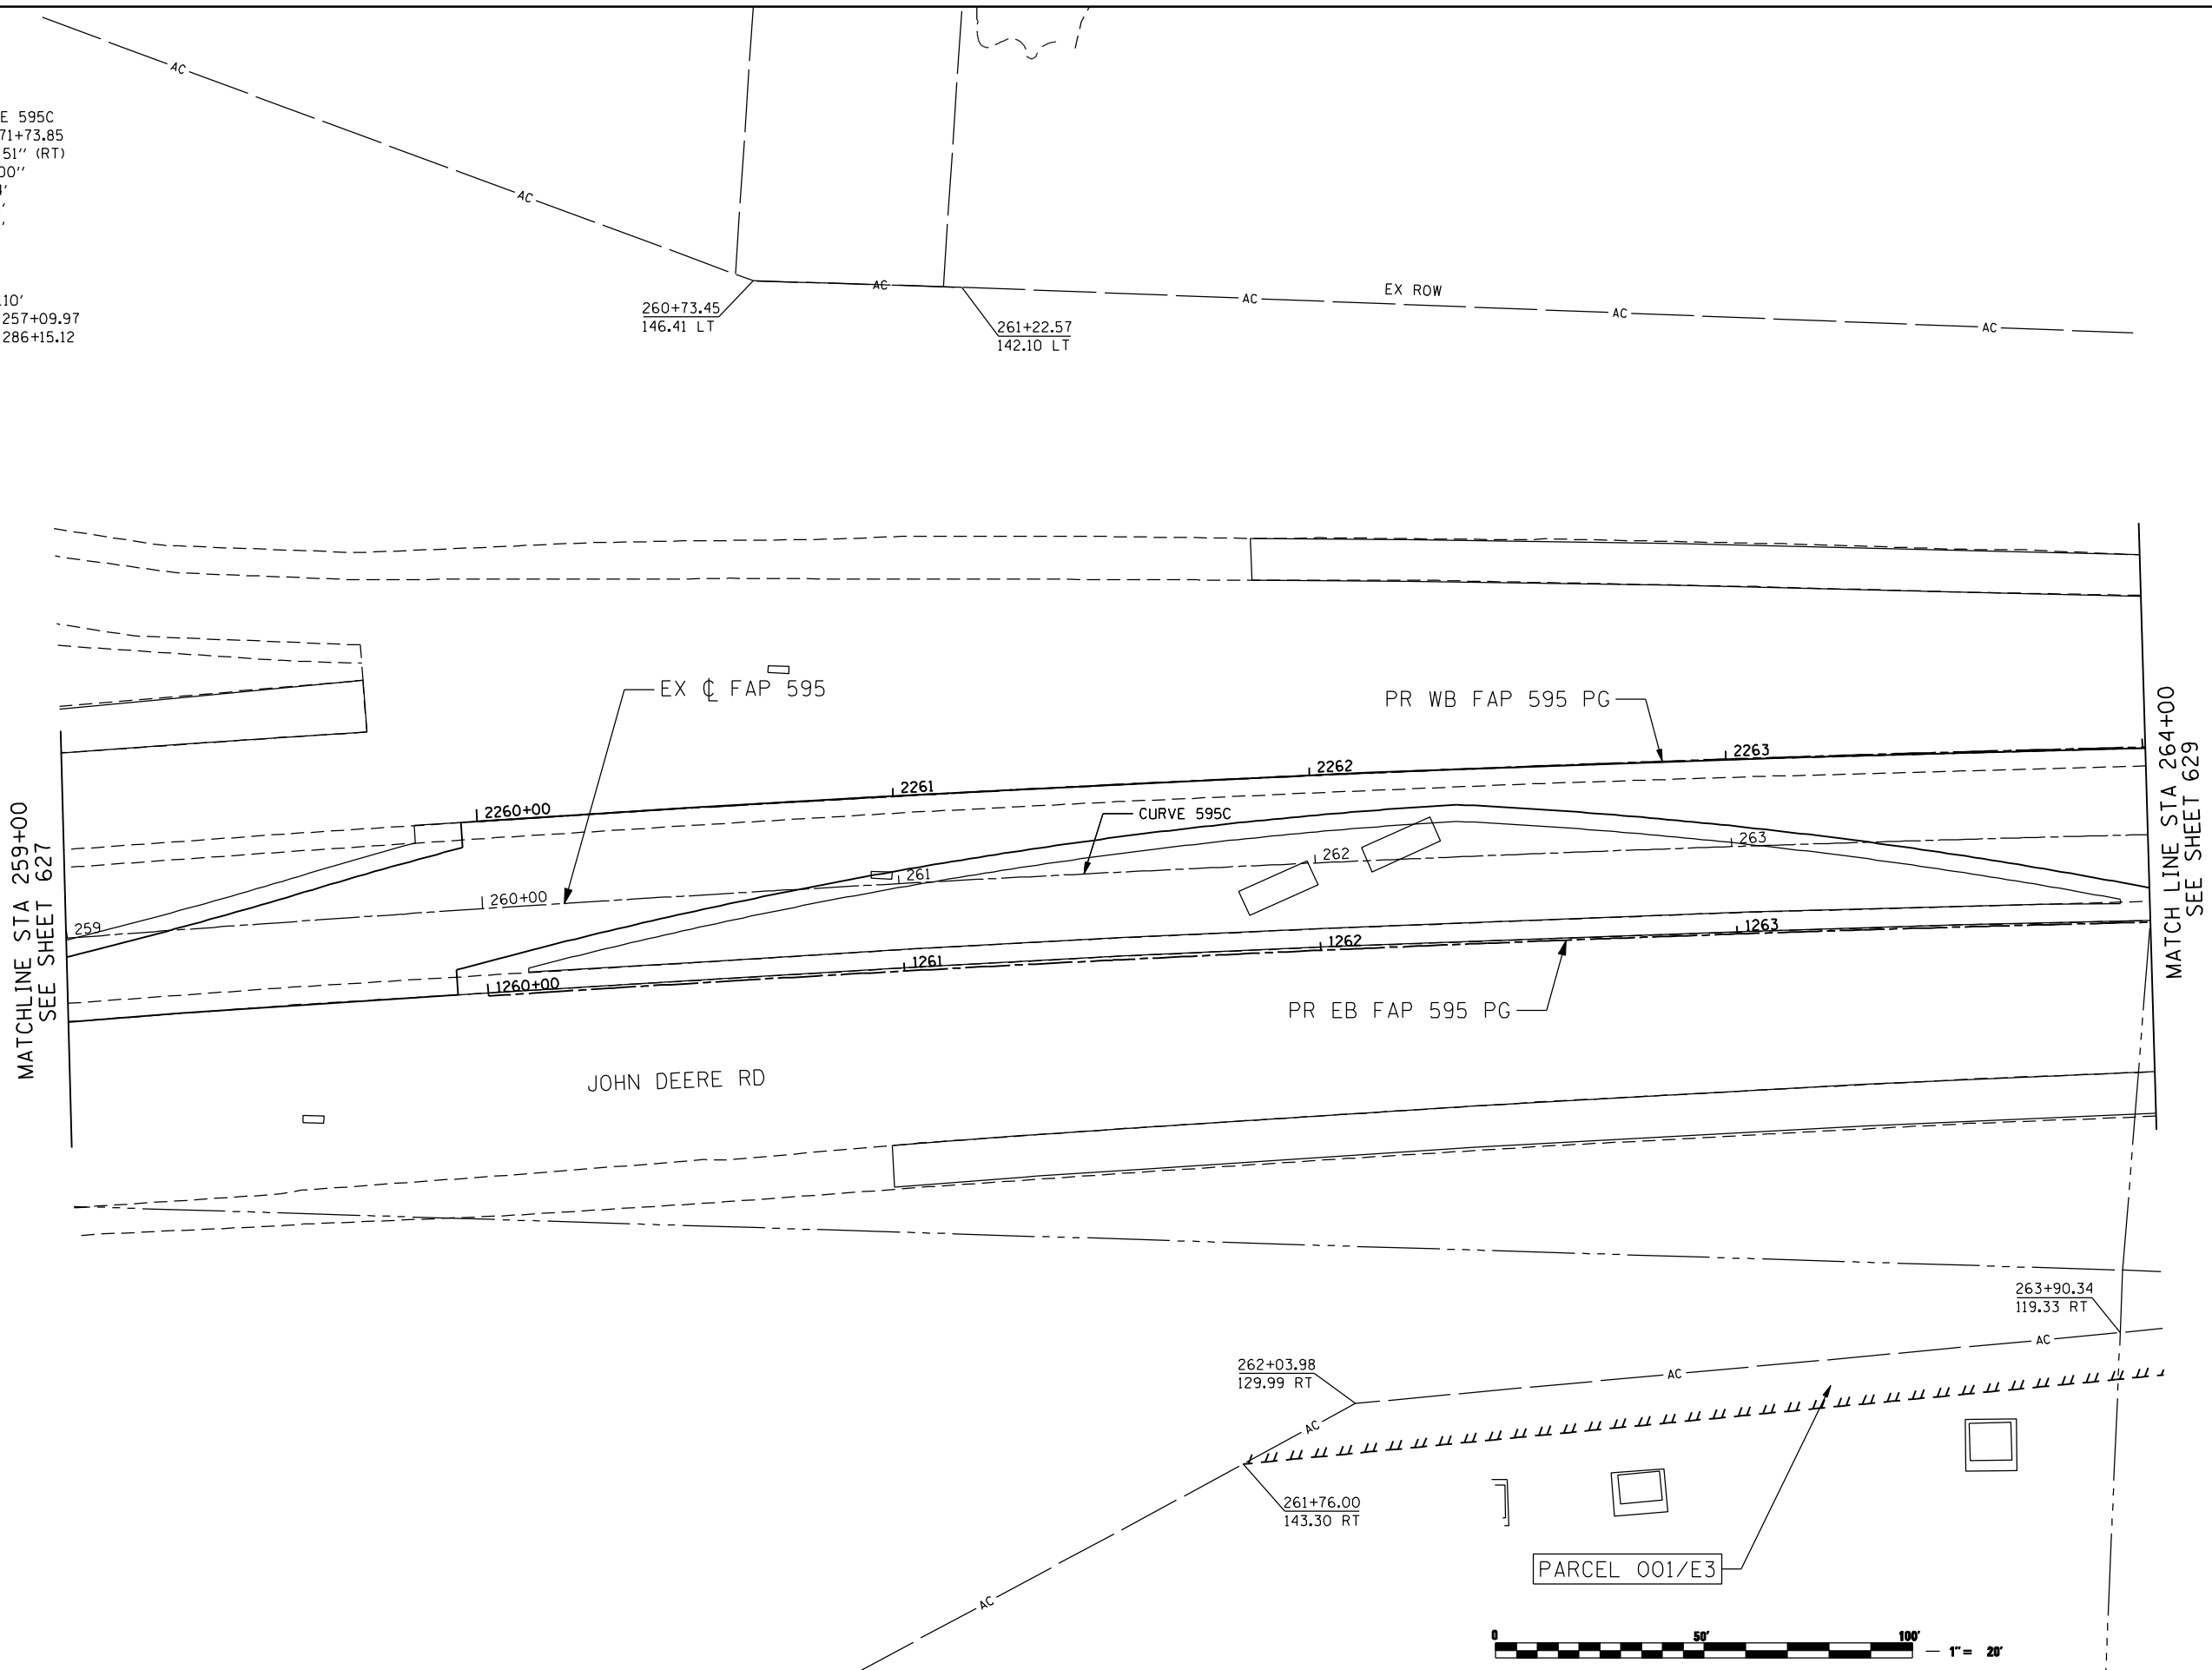 AC
E 595C
71+73.85
51'' (RT)
00''
4'
'
'
10'
257+09.97
286+15.12
AC
260+73.45
146.41 LT
AC
261+22.57
142.10 LT
AC
EX ROW
AC
AC
EX ℄ FAP 595
PR WB FAP 595 PG
2260+00
2261
2262
2263
CURVE 595C
259
260+00
261
262
263
1260+00
1261
1262
1263
PR EB FAP 595 PG
JOHN DEERE RD
MATCHLINE STA 259+00
SEE SHEET 627
MATCH LINE STA 264+00
SEE SHEET 629
263+90.34
119.33 RT
AC
262+03.98
129.99 RT
AC
AC
261+76.00
143.30 RT
AC
PARCEL 001/E3
0 50' 100'
1" = 20'